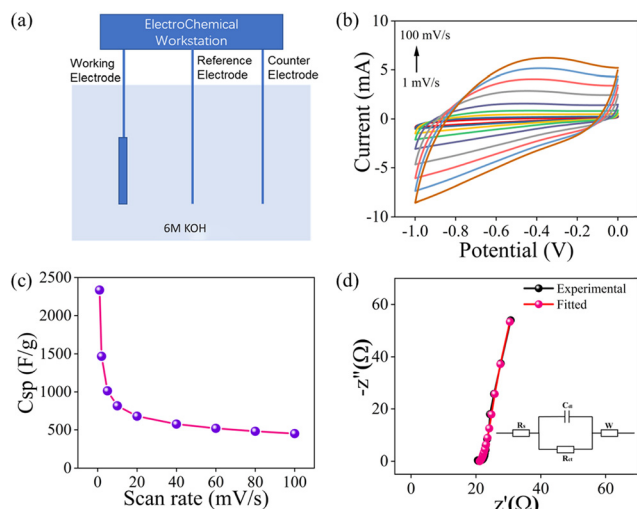 (a)
ElectroChemical
Workstation
Working
Electrode
Reference
Electrode
Counter
Electrode
6M KOH
(b)
100 mV/s
1 mV/s
10
5
0
-5
-10
Current (mA)
-1.0
-0.8
-0.6
-0.4
-0.2
0.0
Potential (V)
(c)
2500
2000
1500
1000
500
0
Csp (F/g)
0
20
40
60
80
100
Scan rate (mV/s)
(d)
Experimental
Fitted
60
40
20
0
-z''(Ω)
0
20
40
60
z'(Ω)
Rs
Cdl
Rct
W